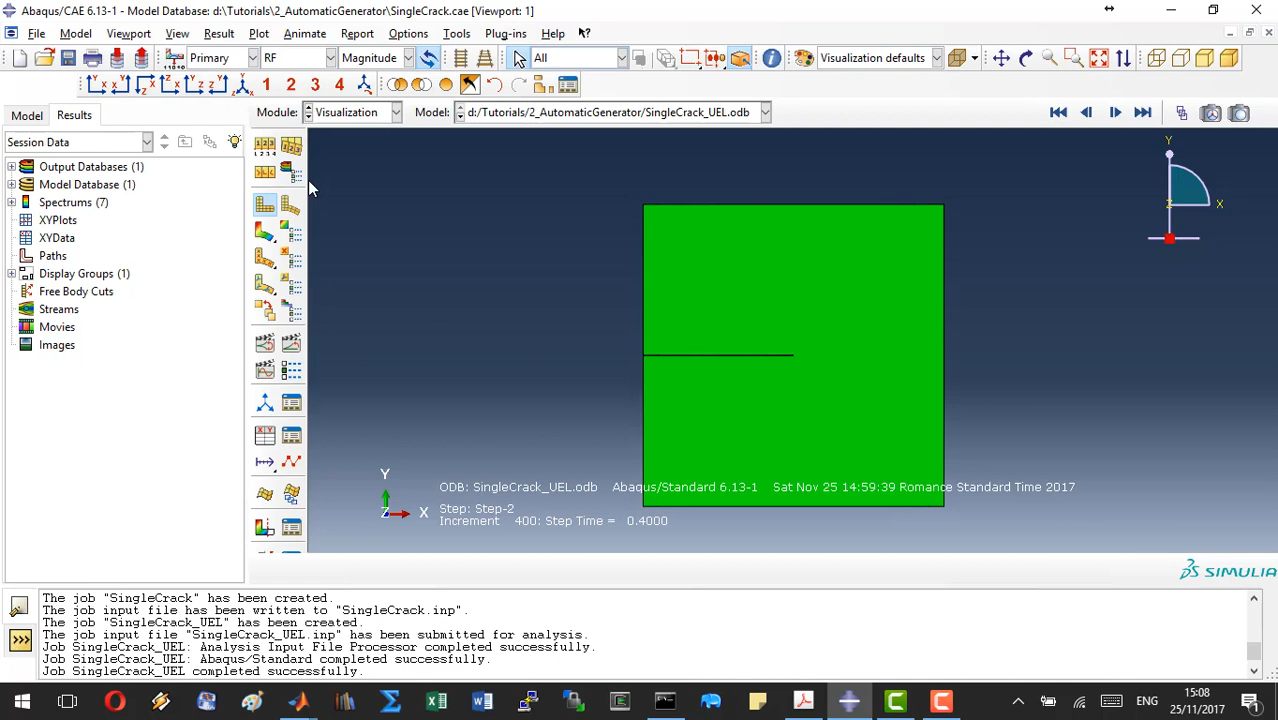 Abaqus/CAE 6.13-1 - Model Database: d:\Tutorials\2_AutomaticGenerator\SingleCrack.cae [Viewport: 1]
File Model Viewport View Result Plot Animate Report Options Tools Plug-ins Help
Primary RF Magnitude All Visualization defaults
1 2 3 4
Model Results Module: Visualization Model: d:/Tutorials/2_AutomaticGenerator/SingleCrack_UEL.odb
Session Data
Output Databases (1)
Model Database (1)
Spectrums (7)
XYPlots
XYData
Paths
Display Groups (1)
Free Body Cuts
Streams
Movies
Images
Y
Z X
Y
Z X
ODB: SingleCrack_UEL.odb Abaqus/Standard 6.13-1 Sat Nov 25 14:59:39 Romance Standard Time 2017
Step: Step-2
Increment 400: Step Time = 0.4000
SIMULIA
The job "SingleCrack" has been created.
The job input file has been written to "SingleCrack.inp".
The job "SingleCrack_UEL" has been created.
The job input file "SingleCrack_UEL.inp" has been submitted for analysis.
Job SingleCrack_UEL: Analysis Input File Processor completed successfully.
Job SingleCrack_UEL: Abaqus/Standard completed successfully.
Job SingleCrack_UEL completed successfully.
ENG 15:08
25/11/2017